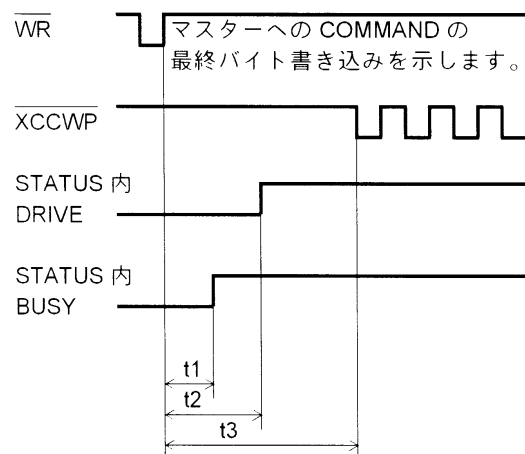 WR
マスターへの COMMAND の
最終バイト書き込みを示します。
XCCWP
STATUS 内
DRIVE
STATUS 内
BUSY
t1
t2
t3